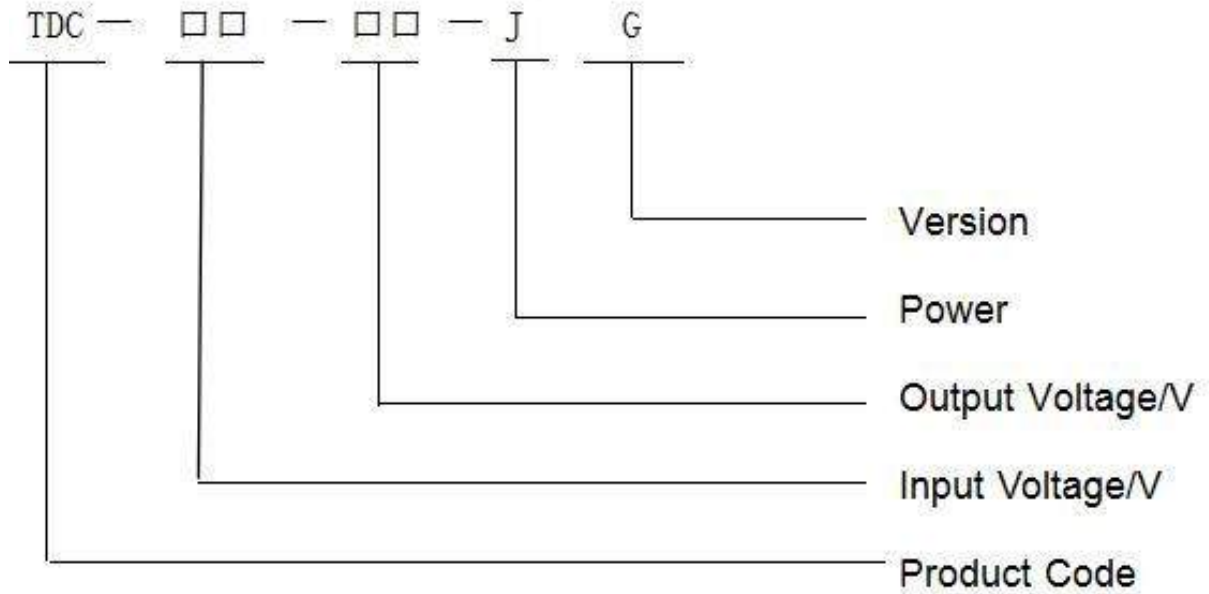 TDC — □□ — □□ — J G
Version
Power
Output Voltage/V
Input Voltage/V
Product Code